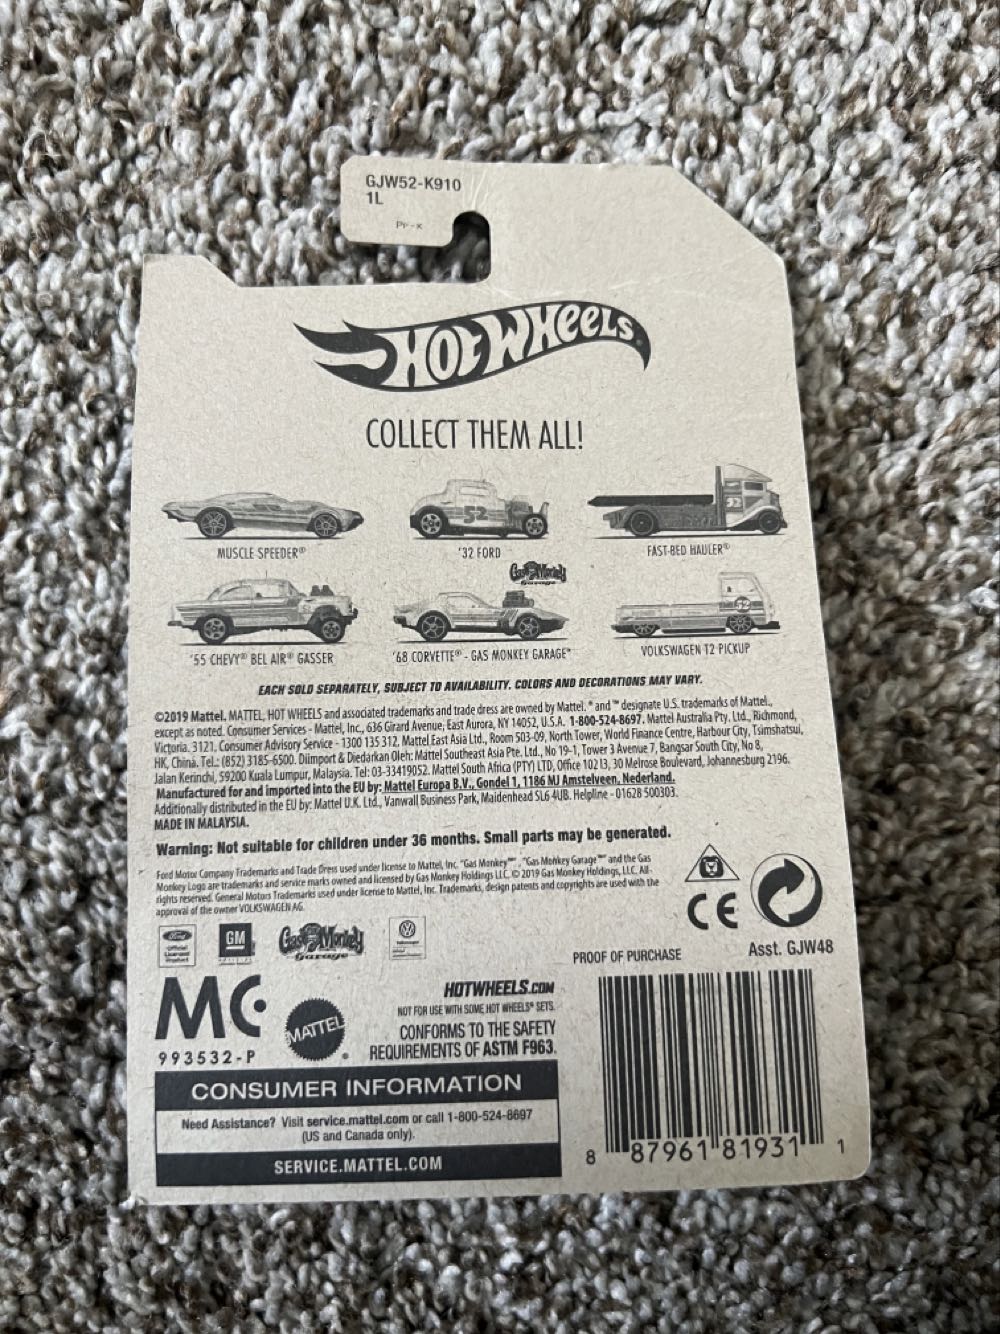 GJW52-K910
1L
HOT WHEELS
COLLECT THEM ALL!
52
52
MUSCLE SPEEDER®
'32 FORD
FAST-BED HAULER®
Gas Monkey
Garage
52
'55 CHEVY® BEL AIR® GASSER
'68 CORVETTE® - GAS MONKEY GARAGE™
VOLKSWAGEN T2 PICKUP
EACH SOLD SEPARATELY, SUBJECT TO AVAILABILITY. COLORS AND DECORATIONS MAY VARY.
©2019 Mattel. MATTEL, HOT WHEELS and associated trademarks and trade dress are owned by Mattel. ® and ™ designate U.S. trademarks of Mattel,
except as noted. Consumer Services - Mattel, Inc., 636 Girard Avenue, East Aurora, NY 14052, U.S.A. 1-800-524-8697. Mattel Australia Pty. Ltd., Richmond,
Victoria. 3121. Consumer Advisory Service - 1300 135 312. Mattel East Asia Ltd., Room 503-09, North Tower, World Finance Centre, Harbour City, Tsimshatsui,
HK, China. Tel.: (852) 3185-6500. Diimport & Diedarkan Oleh: Mattel Southeast Asia Pte. Ltd., No 19-1, Tower 3 Avenue 7, Bangsar South City, No 8,
Jalan Kerinchi, 59200 Kuala Lumpur, Malaysia. Tel: 03-33419052. Mattel South Africa (PTY) LTD, Office 102 I3, 30 Melrose Boulevard, Johannesburg 2196.
Manufactured for and imported into the EU by: Mattel Europa B.V., Gondel 1, 1186 MJ Amstelveen, Nederland.
Additionally distributed in the EU by: Mattel U.K. Ltd., Vanwall Business Park, Maidenhead SL6 4UB. Helpline - 01628 500303.
MADE IN MALAYSIA.
Warning: Not suitable for children under 36 months. Small parts may be generated.
Ford Motor Company Trademarks and Trade Dress used under license to Mattel, Inc. "Gas Monkey™", "Gas Monkey Garage™" and the Gas
Monkey Logo are trademarks and service marks owned and licensed by Gas Monkey Holdings LLC. © 2019 Gas Monkey Holdings, LLC. All
rights reserved. General Motors Trademarks used under license to Mattel, Inc. Trademarks, design patents and copyrights are used with the
approval of the owner VOLKSWAGEN AG.
CE
Ford
Official
Licensed
Product
GM
Gas Monkey
Garage
Volkswagen
PROOF OF PURCHASE
Asst. GJW48
MC
993532-P
MATTEL
HOTWHEELS.COM
NOT FOR USE WITH SOME HOT WHEELS® SETS.
CONFORMS TO THE SAFETY
REQUIREMENTS OF ASTM F963.
CONSUMER INFORMATION
Need Assistance? Visit service.mattel.com or call 1-800-524-8697
(US and Canada only).
SERVICE.MATTEL.COM
8 87961 81931 1